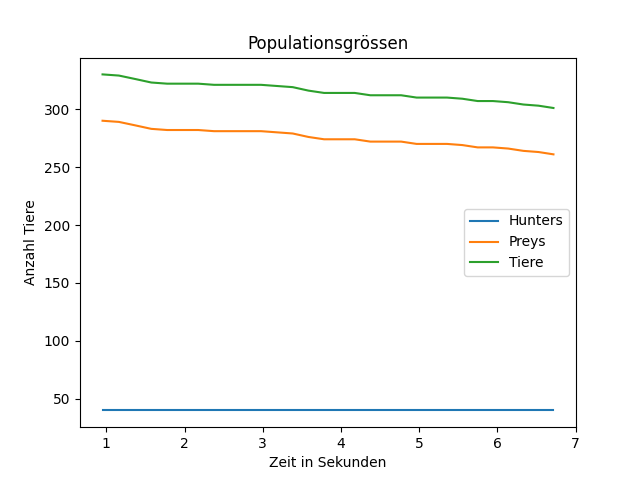 Populationsgrössen
Anzahl Tiere
300
250
200
150
100
50
Hunters
Preys
Tiere
1 2 3 4 5 6 7
Zeit in Sekunden